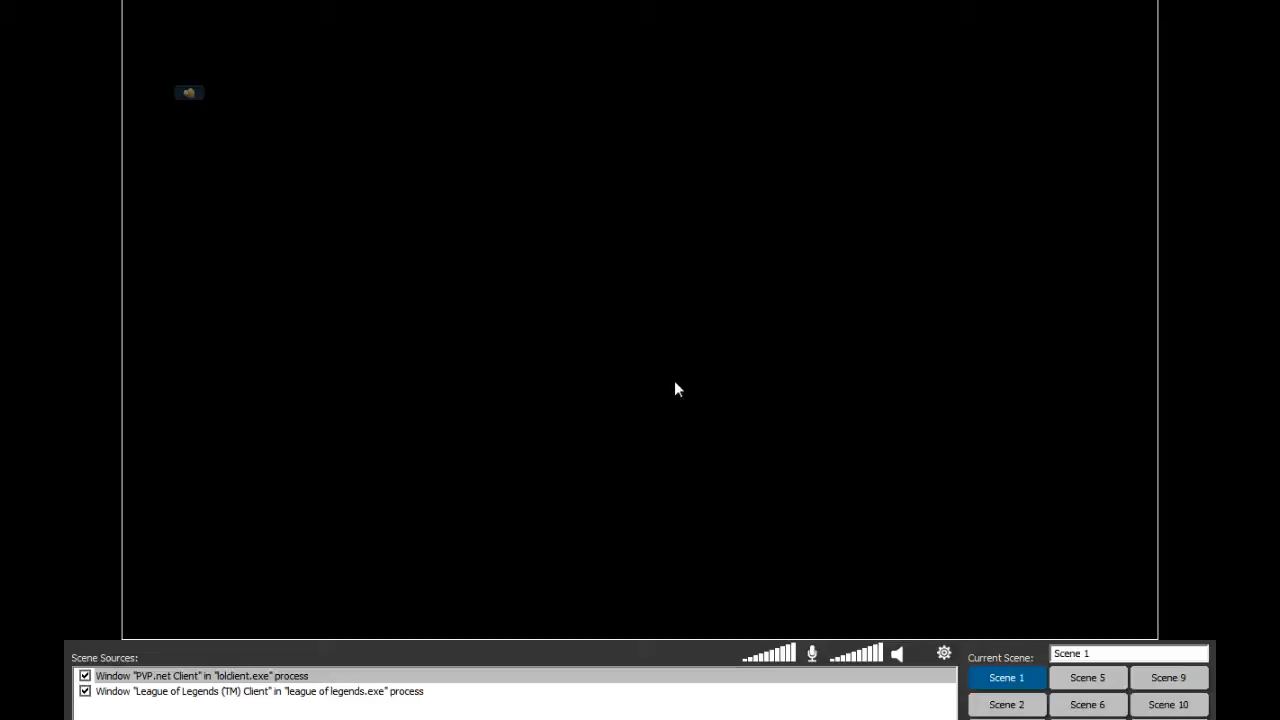 Scene Sources:
Window "PVP.net Client" in "lolclient.exe" process
Window "League of Legends (TM) Client" in "league of legends.exe" process
Current Scene:
Scene 1
Scene 1
Scene 5
Scene 9
Scene 2
Scene 6
Scene 10